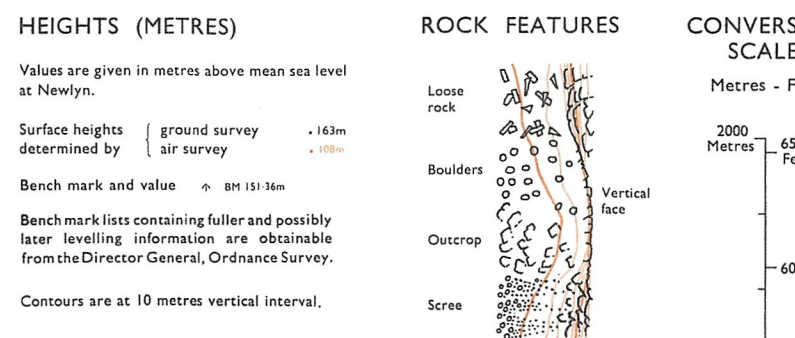 HEIGHTS (METRES)
Values are given in metres above mean sea level
at Newlyn.
Surface heights
determined by
ground survey .163m
air survey .108m
Bench mark and value BM 151·36m
Bench mark lists containing fuller and possibly
later levelling information are obtainable
from the Director General, Ordnance Survey.
Contours are at 10 metres vertical interval.
ROCK FEATURES
Loose
rock
Boulders
Vertical
face
Outcrop
Scree
CONVERS
SCALE
Metres - F
2000
Metres
65
Fe
60